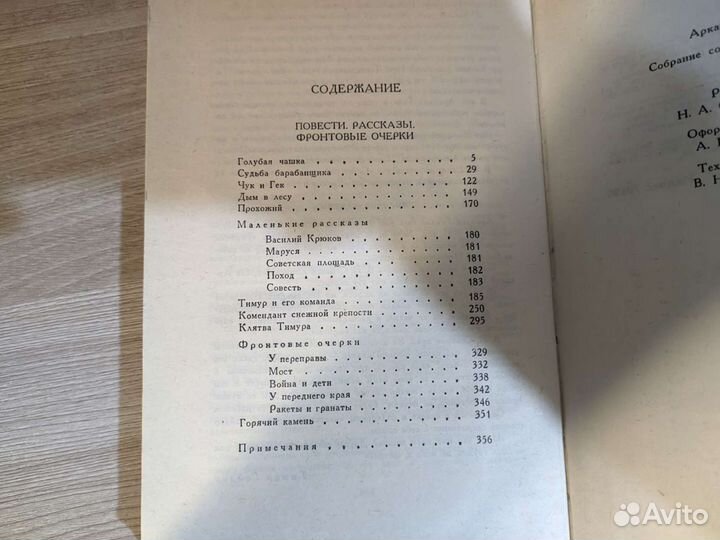 СОДЕРЖАНИЕ
ПОВЕСТИ, РАССКАЗЫ,
ФРОНТОВЫЕ ОЧЕРКИ
Голубая чашка . . . . . . . . . . 5
Судьба барабанщика . . . . . . . . . 29
Чук и Гек . . . . . . . . . . . 122
Дым в лесу . . . . . . . . . . . 149
Прохожий . . . . . . . . . . . 170
Маленькие рассказы
Василий Крюков . . . . . . . . 180
Маруся . . . . . . . . . . 181
Советская площадь . . . . . . . 181
Поход . . . . . . . . . . 182
Совесть . . . . . . . . . . 183
Тимур и его команда . . . . . . . . 185
Комендант снежной крепости . . . . . . 250
Клятва Тимура . . . . . . . . . . 295
Фронтовые очерки
У переправы . . . . . . . . . 329
Мост . . . . . . . . . . . 332
Война и дети . . . . . . . . . 338
У переднего края . . . . . . . . 342
Ракеты и гранаты . . . . . . . . 346
Горячий камень . . . . . . . . . . 351
Примечания . . . . . . . . . . 356
Арка
Собрание со
Р
Н. А.
Офор
А.
Тех
В. Н
Avito